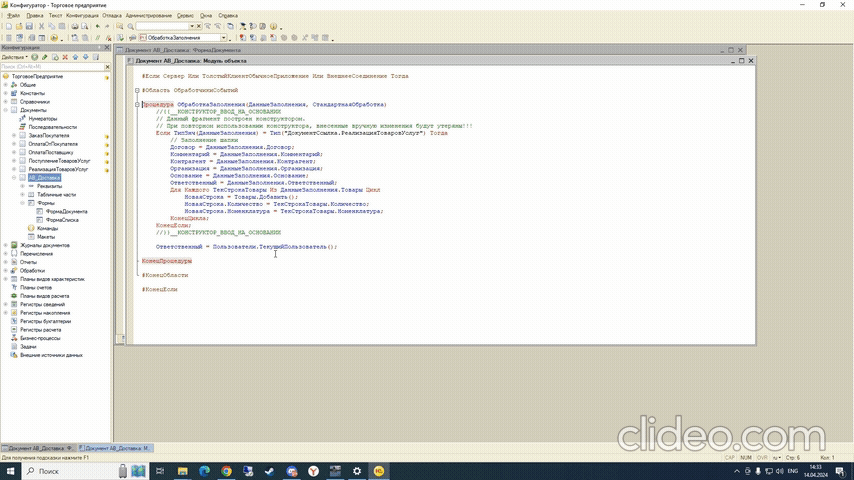 Конфигуратор - Торговое предприятие
Файл Правка Текст Конфигурация Отладка Администрирование Сервис Окна Справка
ОбработкаЗаполнения
Конфигурация
Действия
Поиск (Ctrl+Alt+M)
ТорговоеПредприятие
Общие
Константы
Справочники
Документы
Нумераторы
Последовательности
ЗаказПокупателя
ОплатаОтПокупателя
ОплатаПоставщику
ПоступлениеТоваровУслуг
РеализацияТоваровУслуг
АВ_Доставка
Реквизиты
Табличные части
Формы
ФормаДокумента
ФормаСписка
Команды
Макеты
Журналы документов
Перечисления
Отчеты
Обработки
Планы видов характеристик
Планы счетов
Планы видов расчета
Регистры сведений
Регистры накопления
Регистры бухгалтерии
Регистры расчета
Бизнес-процессы
Задачи
Внешние источники данных
Документ АВ_Доставка: ФормаДокумента
Документ АВ_Доставка: Модуль объекта
#Если Сервер Или ТолстыйКлиентОбычноеПриложение Или ВнешнееСоединение Тогда
#Область ОбработчикиСобытий
Процедура ОбработкаЗаполнения(ДанныеЗаполнения, СтандартнаяОбработка)
//{{__КОНСТРУКТОР_ВВОД_НА_ОСНОВАНИИ
// Данный фрагмент построен конструктором.
// При повторном использовании конструктора, внесенные вручную изменения будут утеряны!!!
Если ТипЗнч(ДанныеЗаполнения) = Тип("ДокументСсылка.РеализацияТоваровУслуг") Тогда
// Заполнение шапки
Договор = ДанныеЗаполнения.Договор;
Комментарий = ДанныеЗаполнения.Комментарий;
Контрагент = ДанныеЗаполнения.Контрагент;
Организация = ДанныеЗаполнения.Организация;
Основание = ДанныеЗаполнения.Основание;
Ответственный = ДанныеЗаполнения.Ответственный;
Для Каждого ТекСтрокаТовары Из ДанныеЗаполнения.Товары Цикл
НоваяСтрока = Товары.Добавить();
НоваяСтрока.Количество = ТекСтрокаТовары.Количество;
НоваяСтрока.Номенклатура = ТекСтрокаТовары.Номенклатура;
КонецЦикла;
КонецЕсли;
//}}__КОНСТРУКТОР_ВВОД_НА_ОСНОВАНИИ
Ответственный = Пользователи.ТекущийПользователь();
КонецПроцедуры
#КонецОбласти
#КонецЕсли
clideo.com
Документ АВ_Доставка: Ф...
Документ АВ_Доставка: М...
Для получения подсказки нажмите F1
CAP NUM OVR ru Стр: 6 Кол: 1
Поиск
ENG
14:33
14.04.2024